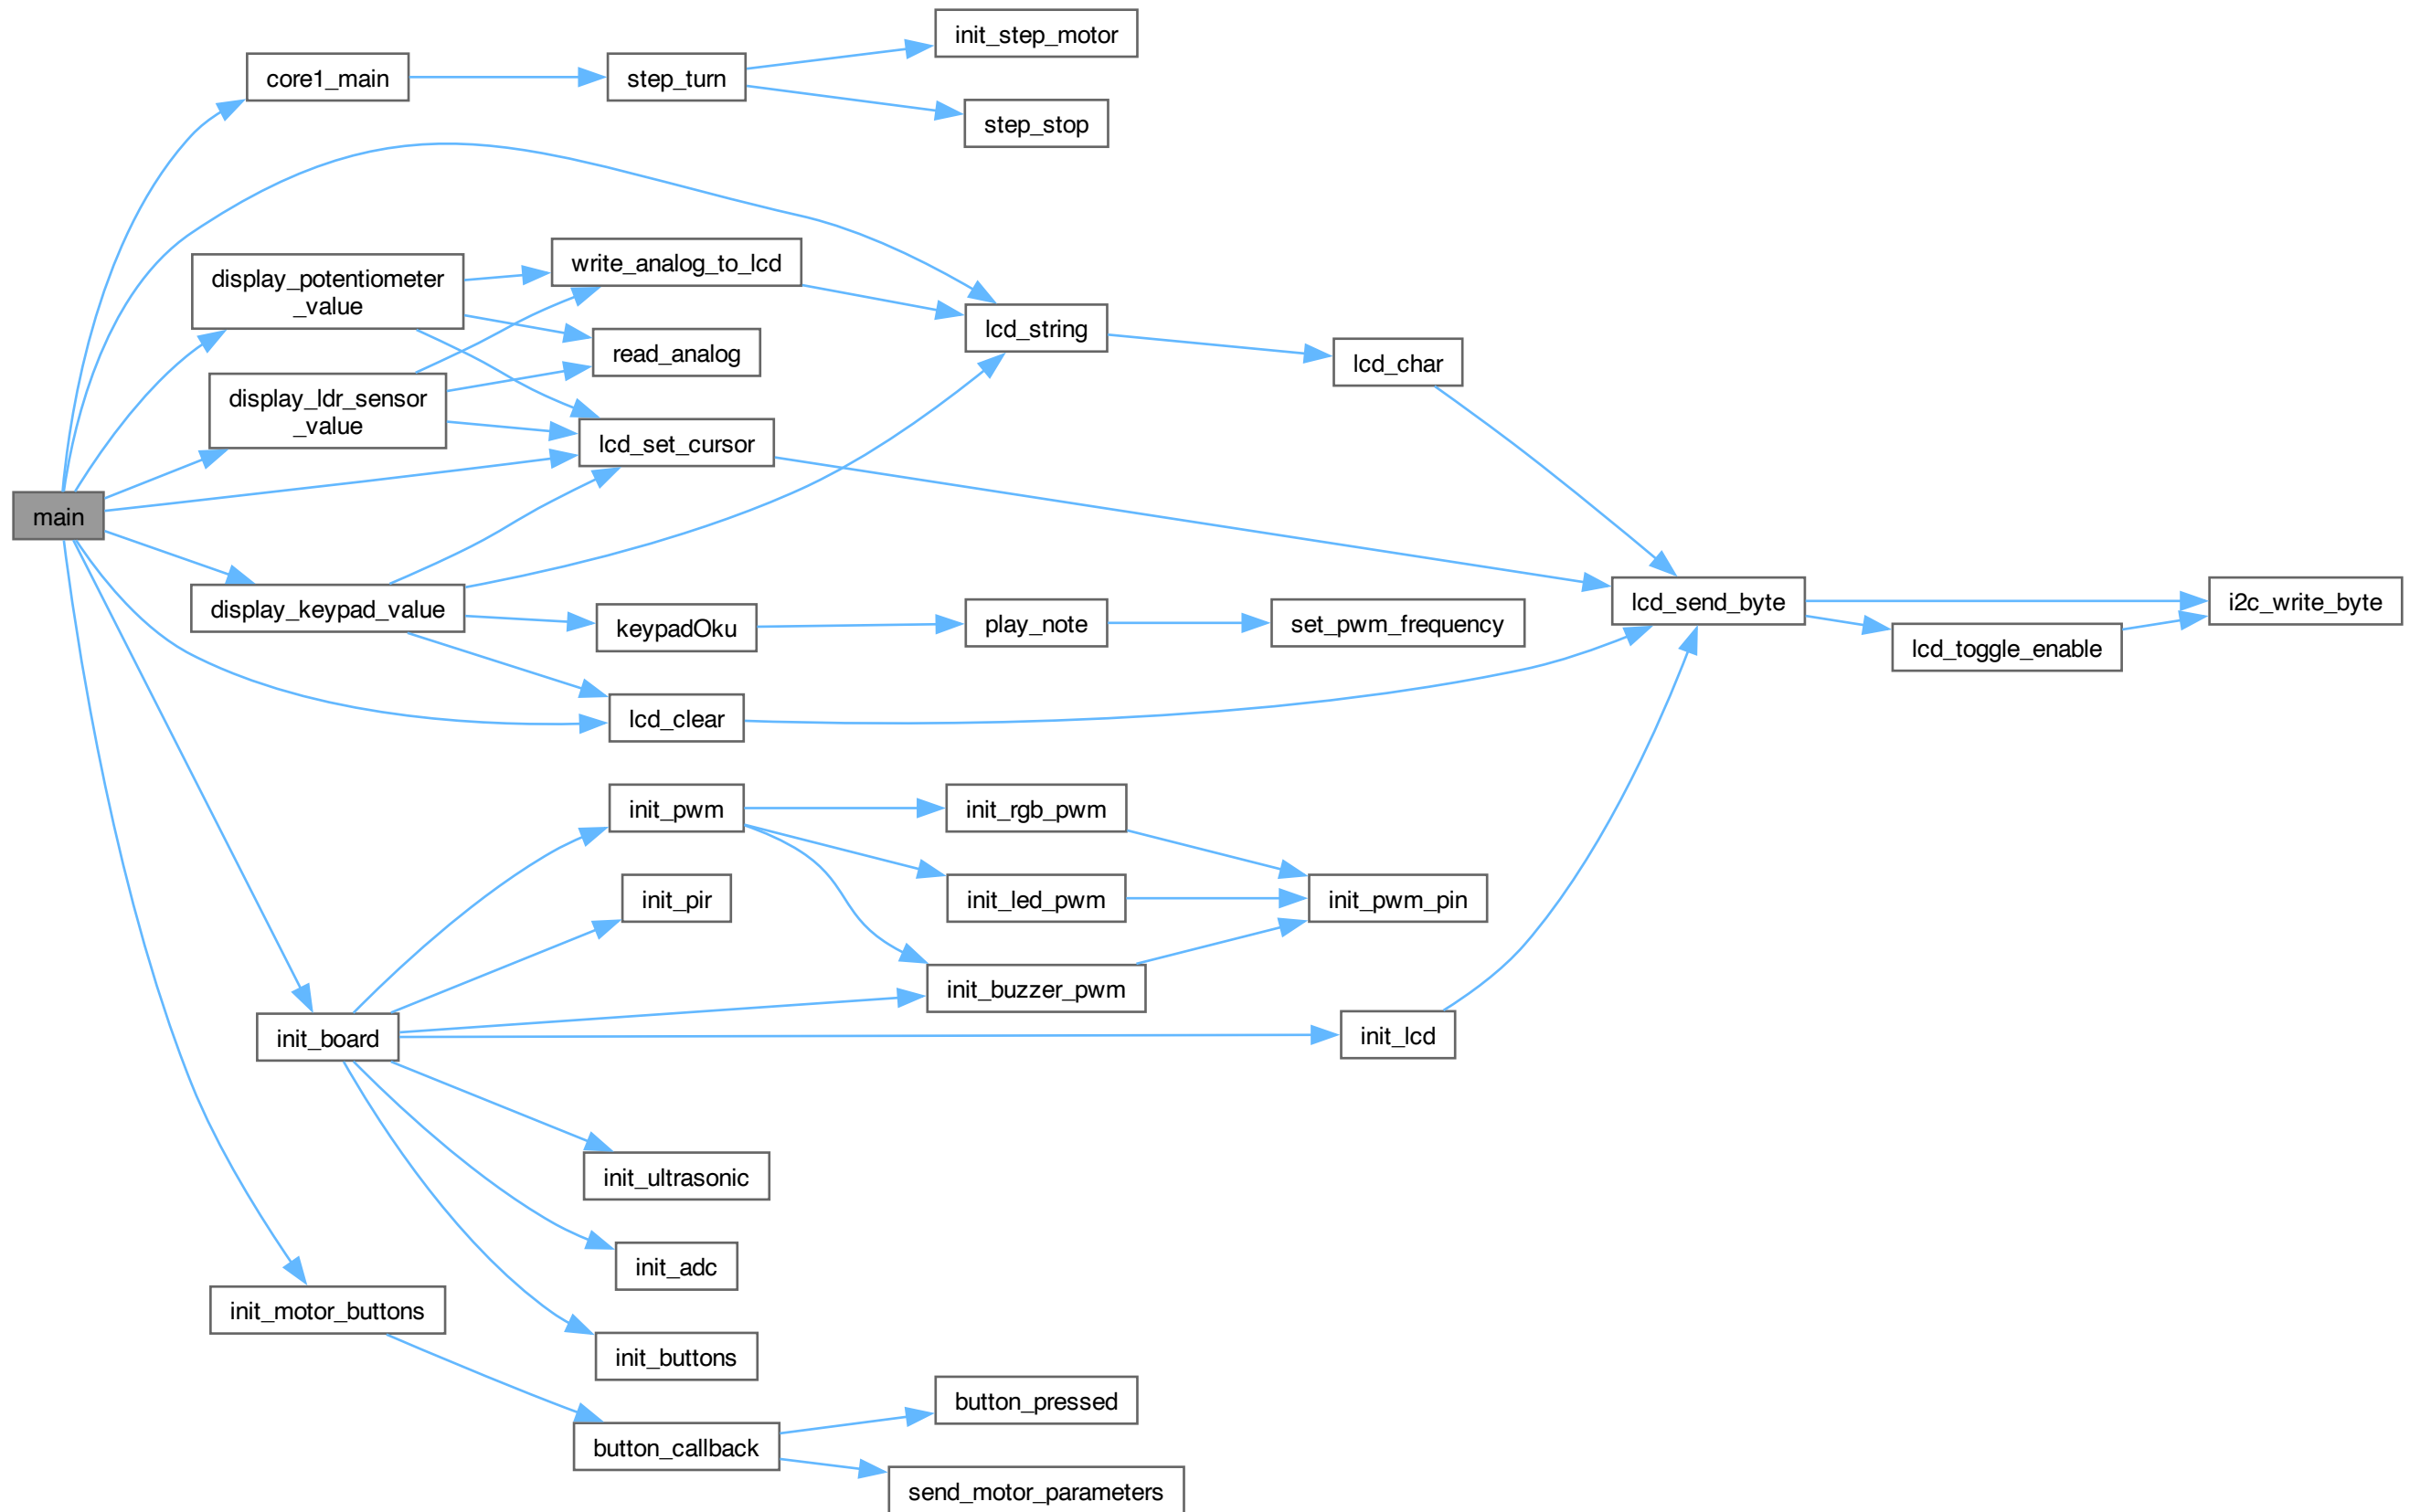 init_step_motor
core1_main
step_turn
step_stop
write_analog_to_lcd
display_potentiometer
_value
lcd_string
read_analog
lcd_char
display_ldr_sensor
_value
lcd_set_cursor
main
display_keypad_value
keypadOku
play_note
set_pwm_frequency
lcd_send_byte
i2c_write_byte
lcd_toggle_enable
lcd_clear
init_pwm
init_rgb_pwm
init_pir
init_led_pwm
init_pwm_pin
init_buzzer_pwm
init_board
init_lcd
init_ultrasonic
init_adc
init_motor_buttons
init_buttons
button_pressed
button_callback
send_motor_parameters